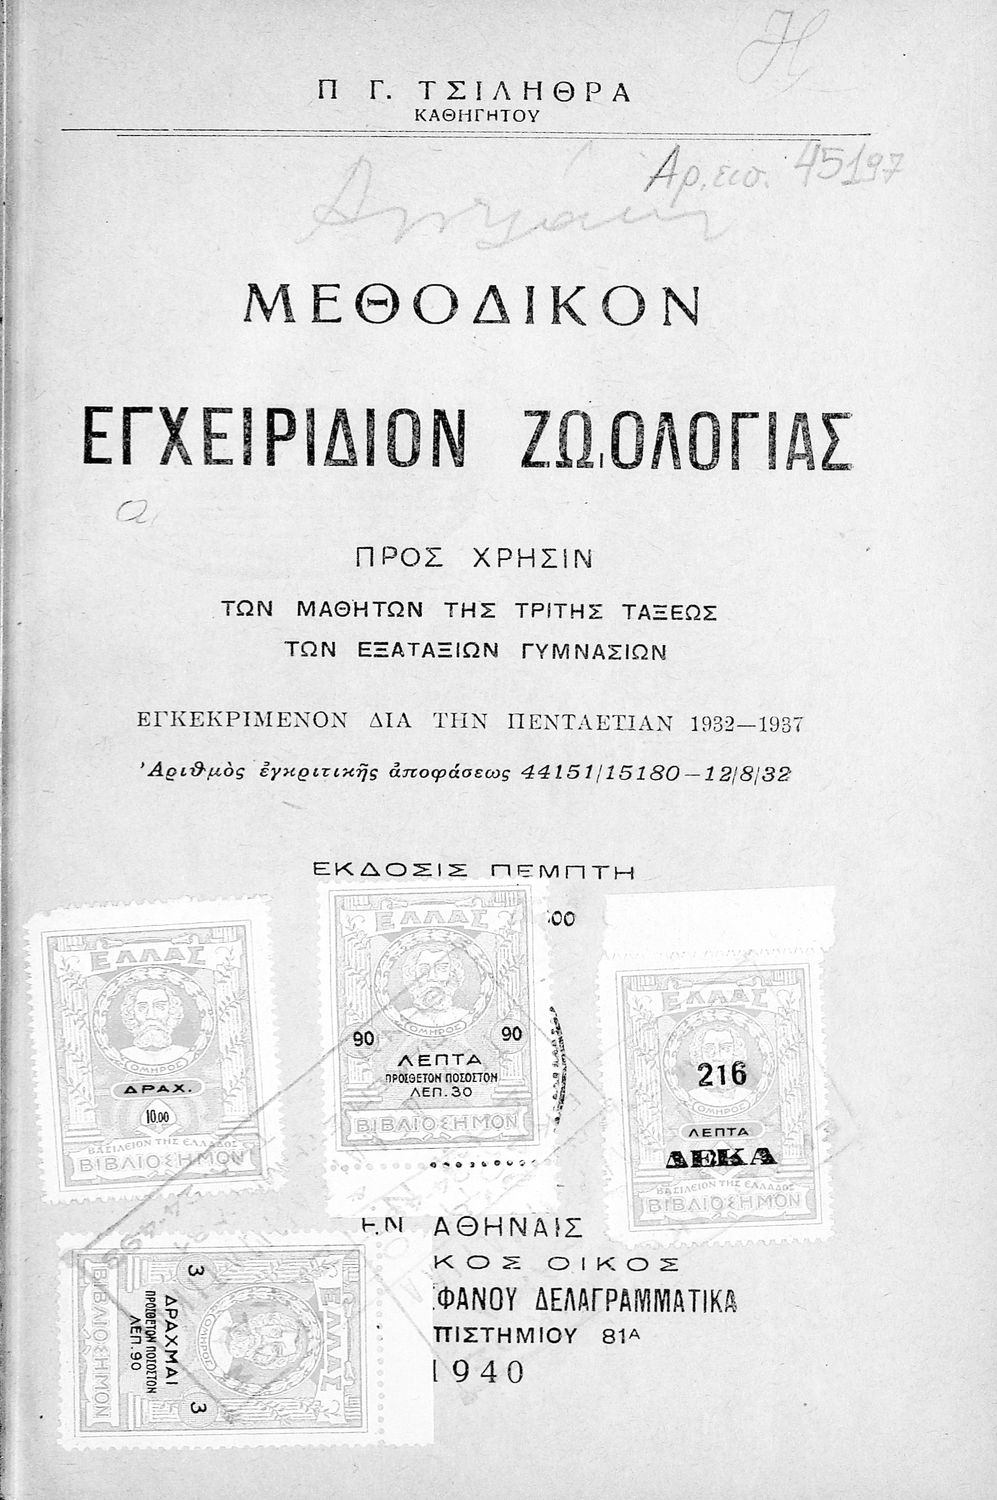 Π Γ. ΤΣΙΛΗΘΡΑ
ΚΑΘΗΓΗΤΟΥ
Αρ. εισ. 45197
ΜΕΘΟΔΙΚΟΝ
ΕΓΧΕΙΡΙΔΙΟΝ ΖΩ,ΟΛΟΓΙΑΣ
ΠΡΟΣ ΧΡΗΣΙΝ
ΤΩΝ ΜΑΘΗΤΩΝ ΤΗΣ ΤΡΙΤΗΣ ΤΑΞΕΩΣ
ΤΩΝ ΕΞΑΤΑΞΙΩΝ ΓΥΜΝΑΣΙΩΝ
ΕΓΚΕΚΡΙΜΕΝΟΝ ΔΙΑ ΤΗΝ ΠΕΝΤΑΕΤΙΑΝ 1932—1937
Ἀριθμὸς ἐγκριτικῆς ἀποφάσεως 44151/15180—12/8/32
ΕΚΔΟΣΙΣ ΠΕΜΠΤΗ
00
ΕΛΛΑΣ
ΟΜΗΡΟΣ
ΔΡΑΧ.
10.00
ΒΑΣΙΛΕΙΟΝ ΤΗΣ ΕΛΛΑΔΟΣ
ΒΙΒΛΙΟΣΗΜΟΝ
ΕΛΛΑΣ
ΟΜΗΡΟΣ
90 90
ΛΕΠΤΑ
ΠΡΟΣΘΕΤΟΝ ΠΟΣΟΣΤΟΝ
ΛΕΠ. 30
ΒΙΒΛΙΟΣΗΜΟΝ
ΕΛΛΑΣ
216
ΟΜΗΡΟΣ
ΛΕΠΤΑ
ΔΕΚΑ
ΒΑΣΙΛΕΙΟΝ ΤΗΣ ΕΛΛΑΔΟΣ
ΒΙΒΛΙΟΣΗΜΟΝ
ΕΛΛΑΣ
ΟΜΗΡΟΣ
3 3
ΔΡΑΧΜΑΙ
ΠΡΟΣΘΕΤΟΝ ΠΟΣΟΣΤΟΝ
ΛΕΠ. 90
ΒΙΒΛΙΟΣΗΜΟΝ
ΕΝ ΑΘΗΝΑΙΣ
ΚΟΣ ΟΙΚΟΣ
ΦΑΝΟΥ ΔΕΛΑΓΡΑΜΜΑΤΙΚΑ
ΠΙΣΤΗΜΙΟΥ 81Α
1940